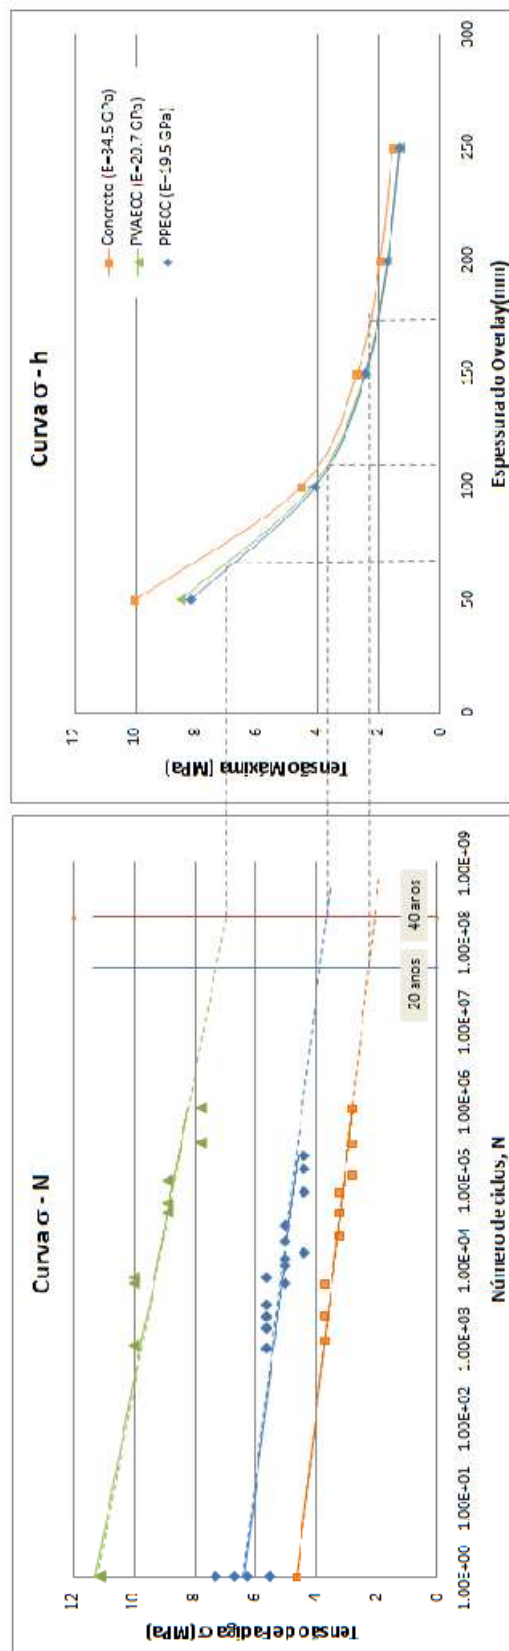 Curva σ - N
Tensão de Fadiga σ (MPa)
12
10
8
6
4
2
0
20 anos
40 anos
1.00E+00
1.00E+01
1.00E+02
1.00E+03
1.00E+04
1.00E+05
1.00E+06
1.00E+07
1.00E+08
1.00E+09
Número de ciclos, N
Curva σ - h
Tensão Máxima (MPa)
12
10
8
6
4
2
0
Concreto (E=34.5 GPa)
PVAECC (E=20.7 GPa)
PPECC (E=19.5 GPa)
0
50
100
150
200
250
300
Espessura do Overlay(mm)